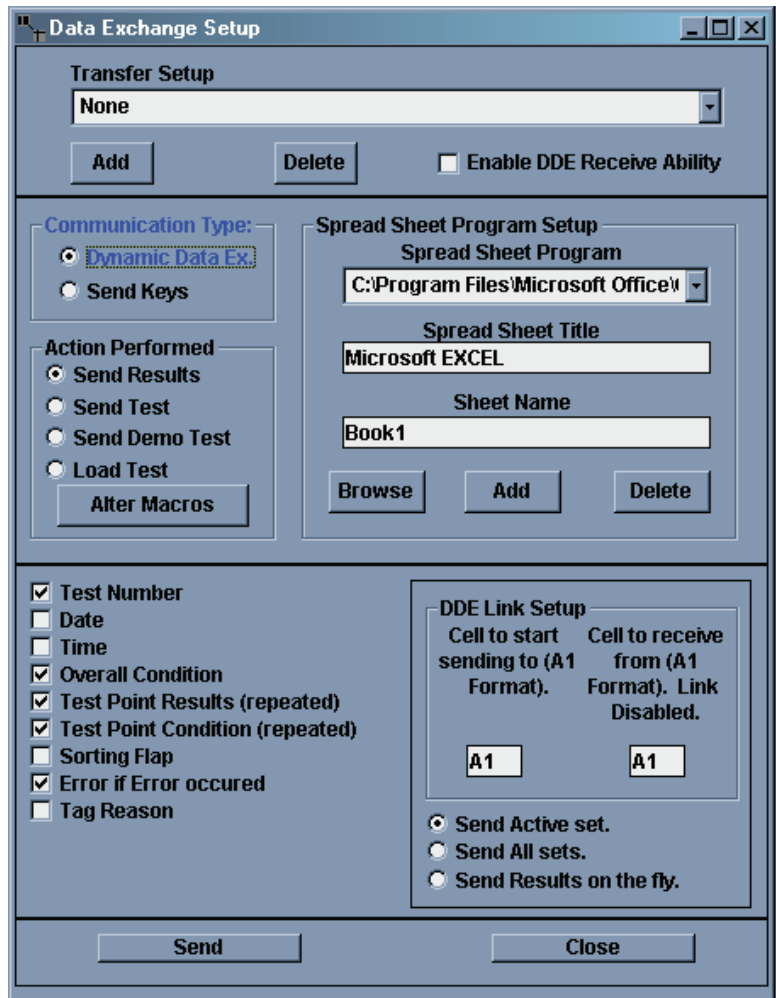 Data Exchange Setup
Transfer Setup
None
Add
Delete
Enable DDE Receive Ability
Communication Type:
Dynamic Data Ex.
Send Keys
Action Performed
Send Results
Send Test
Send Demo Test
Load Test
Alter Macros
Spread Sheet Program Setup
Spread Sheet Program
C:\Program Files\Microsoft Office\
Spread Sheet Title
Microsoft EXCEL
Sheet Name
Book1
Browse
Add
Delete
Test Number
Date
Time
Overall Condition
Test Point Results (repeated)
Test Point Condition (repeated)
Sorting Flap
Error if Error occured
Tag Reason
DDE Link Setup
Cell to start
sending to (A1
Format).
Cell to receive
from (A1
Format). Link
Disabled.
A1
A1
Send Active set.
Send All sets.
Send Results on the fly.
Send
Close